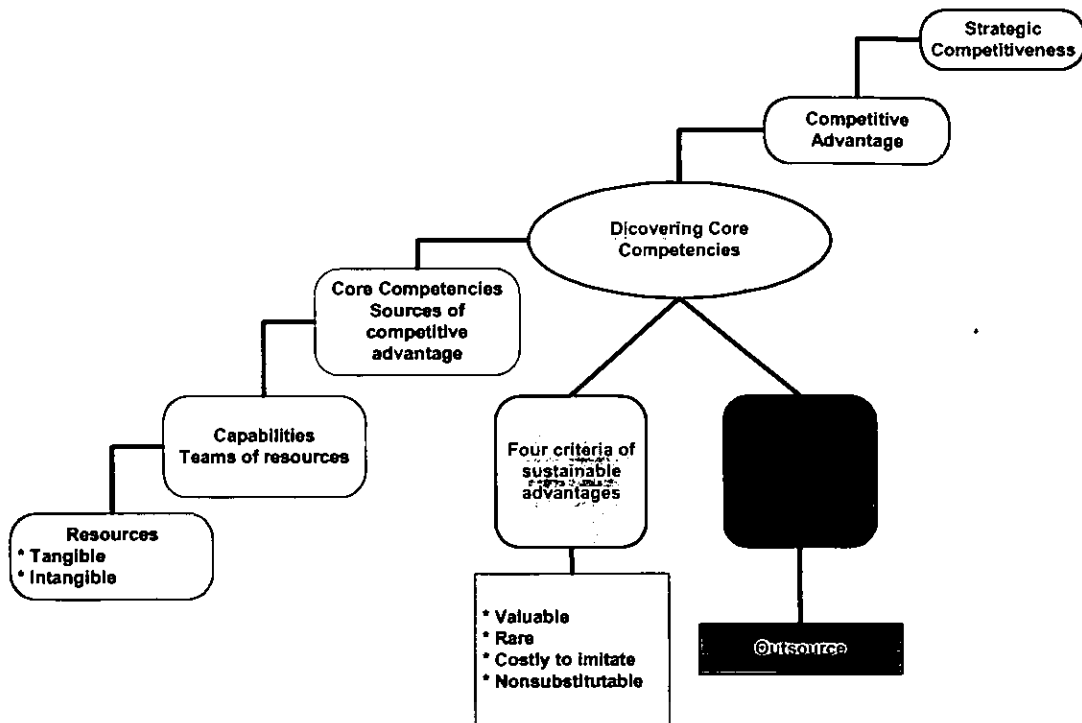 Strategic
Competitiveness
Competitive
Advantage
Dicovering Core
Competencies
Core Competencies
Sources of
competitive
advantage
Capabilities
Teams of resources
Resources
* Tangible
* Intangible
Four criteria of
sustainable
advantages
* Valuable
* Rare
* Costly to imitate
* Nonsubstitutable
Outsource